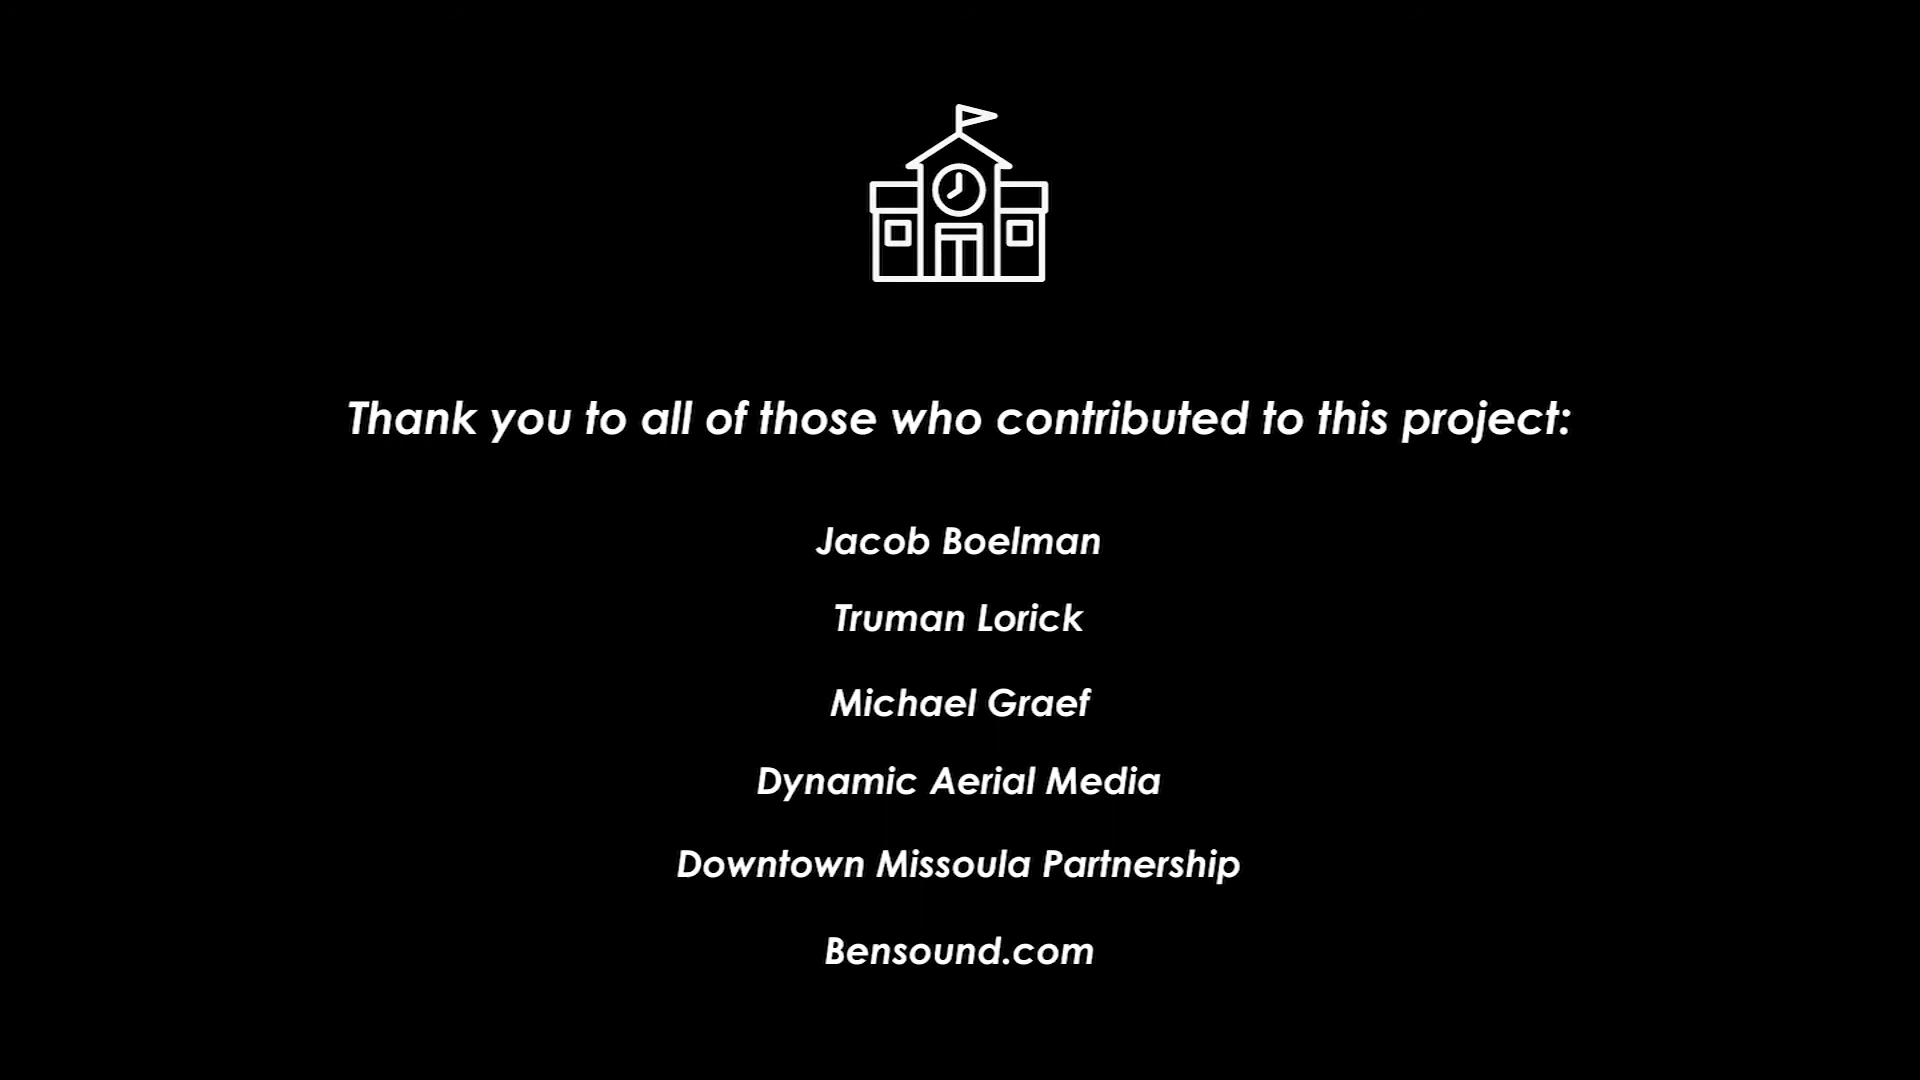 Thank you to all of those who contributed to this project:
Jacob Boelman
Truman Lorick
Michael Graef
Dynamic Aerial Media
Downtown Missoula Partnership
Bensound.com